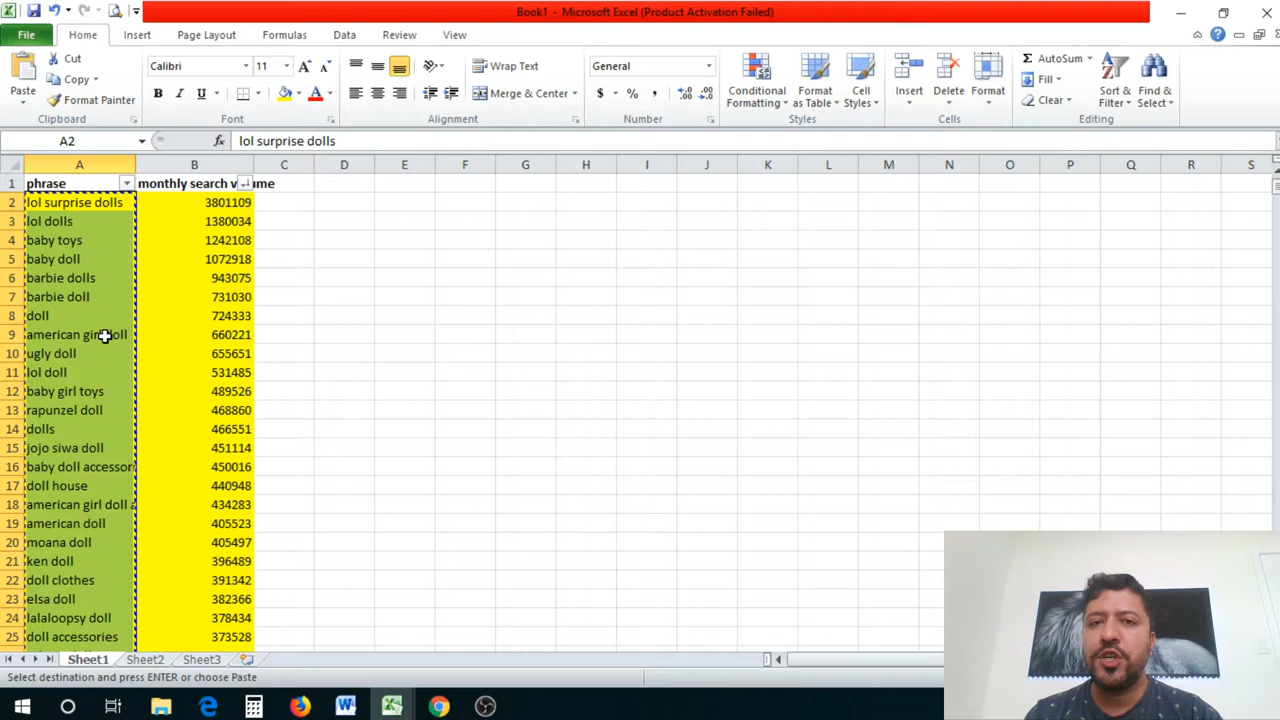 Book1 - Microsoft Excel (Product Activation Failed)
File Home Insert Page Layout Formulas Data Review View
Paste Cut Copy Format Painter Clipboard
Calibri 11 B I U A A A Font
Wrap Text Merge & Center Alignment
General $ % , Number
Conditional Formatting Format as Table Cell Styles Styles
Insert Delete Format Cells
AutoSum Fill Clear Sort & Filter Find & Select Editing
A2 fx lol surprise dolls
A B C D E F G H I J K L M N O P Q R S
1 phrase monthly search volume
2 lol surprise dolls 3801109
3 lol dolls 1380034
4 baby toys 1242108
5 baby doll 1072918
6 barbie dolls 943075
7 barbie doll 731030
8 doll 724333
9 american girl doll 660221
10 ugly doll 655651
11 lol doll 531485
12 baby girl toys 489526
13 rapunzel doll 468860
14 dolls 466551
15 jojo siwa doll 451114
16 baby doll accessor 450016
17 doll house 440948
18 american girl doll a 434283
19 american doll 405523
20 moana doll 405497
21 ken doll 396489
22 doll clothes 391342
23 elsa doll 382366
24 lalaloopsy doll 378434
25 doll accessories 373528
Sheet1 Sheet2 Sheet3
Select destination and press ENTER or choose Paste